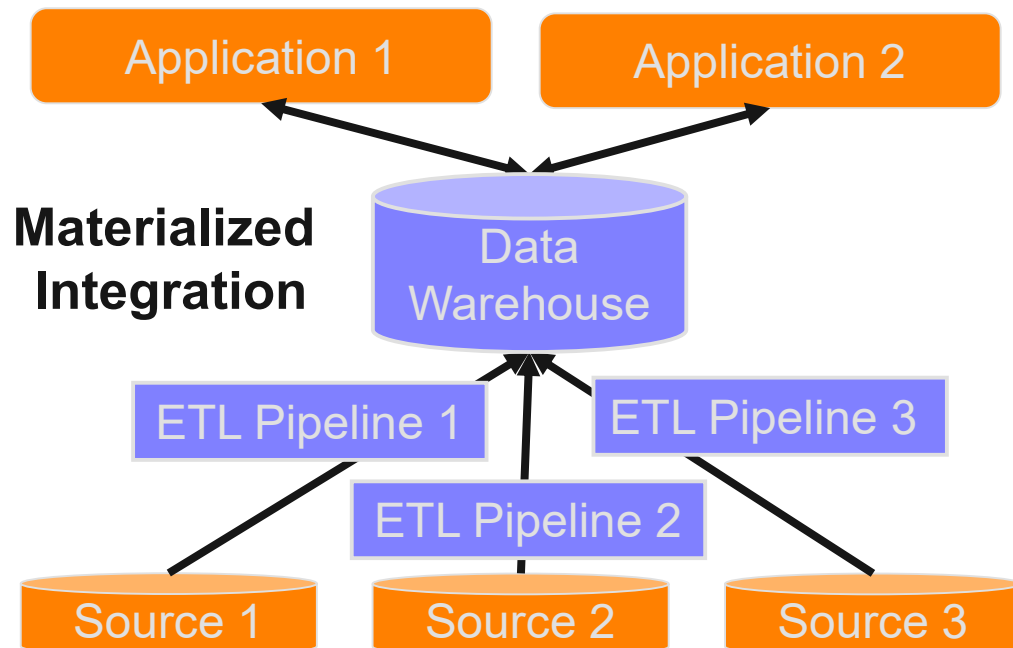 Application 1
Application 2
Materialized
Integration
Data
Warehouse
ETL Pipeline 1
ETL Pipeline 3
ETL Pipeline 2
Source 1
Source 2
Source 3